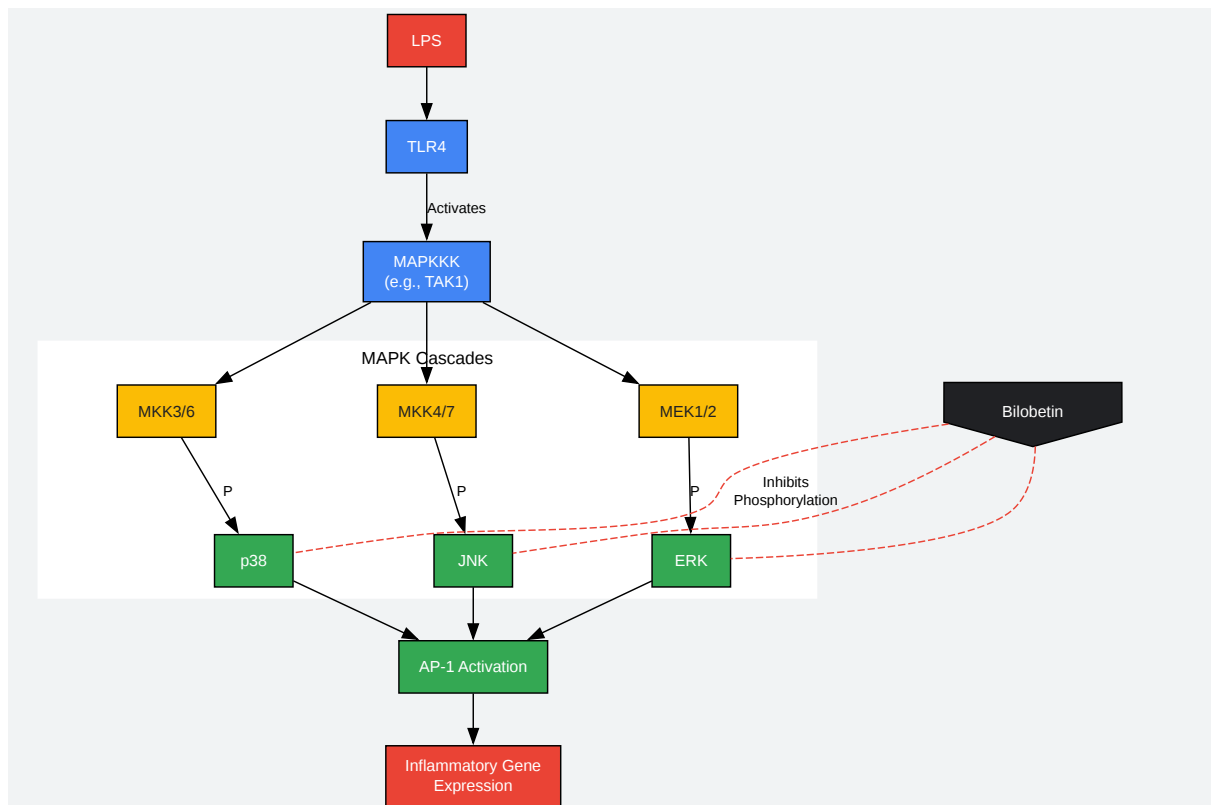 LPS
TLR4
Activates
MAPKKK
(e.g., TAK1)
MAPK Cascades
MKK3/6
MKK4/7
MEK1/2
Bilobetin
P
P
P
Inhibits
Phosphorylation
p38
JNK
ERK
AP-1 Activation
Inflammatory Gene
Expression